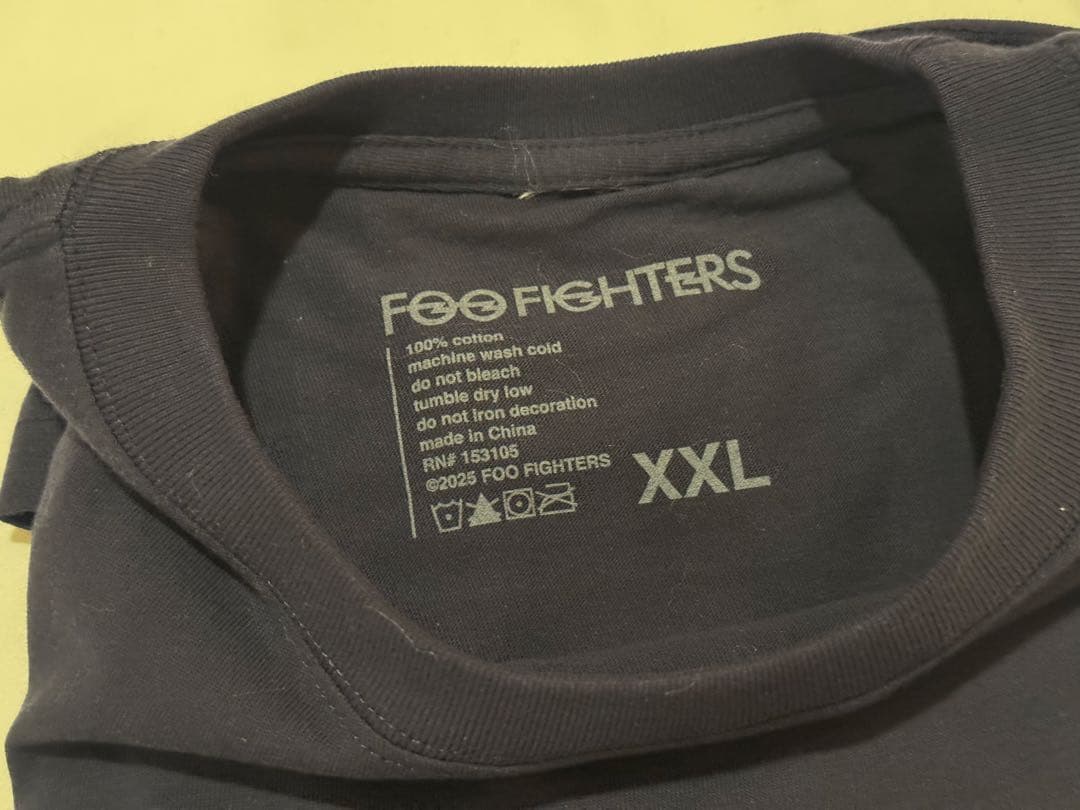 FOO FIGHTERS
100% cotton
machine wash cold
do not bleach
tumble dry low
do not iron decoration
made in China
RN# 153105
©2025 FOO FIGHTERS
XXL